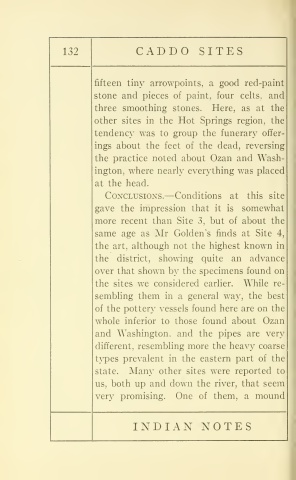 132
CADDO SITES
fifteen tiny arrowpoints, a good red-paint
stone and pieces of paint, four celts, and
three smoothing stones. Here, as at the
other sites in the Hot Springs region, the
tendency was to group the funerary offer-
ings about the feet of the dead, reversing
the practice noted about Ozan and Wash-
ington, where nearly everything was placed
at the head.
CONCLUSIONS.—Conditions at this site
gave the impression that it is somewhat
more recent than Site 3, but of about the
same age as Mr Golden's finds at Site 4,
the art, although not the highest known in
the district, showing quite an advance
over that shown by the specimens found on
the sites we considered earlier. While re-
sembling them in a general way, the best
of the pottery vessels found here are on the
whole inferior to those found about Ozan
and Washington, and the pipes are very
different, resembling more the heavy coarse
types prevalent in the eastern part of the
state. Many other sites were reported to
us, both up and down the river, that seem
very promising. One of them, a mound
INDIAN NOTES